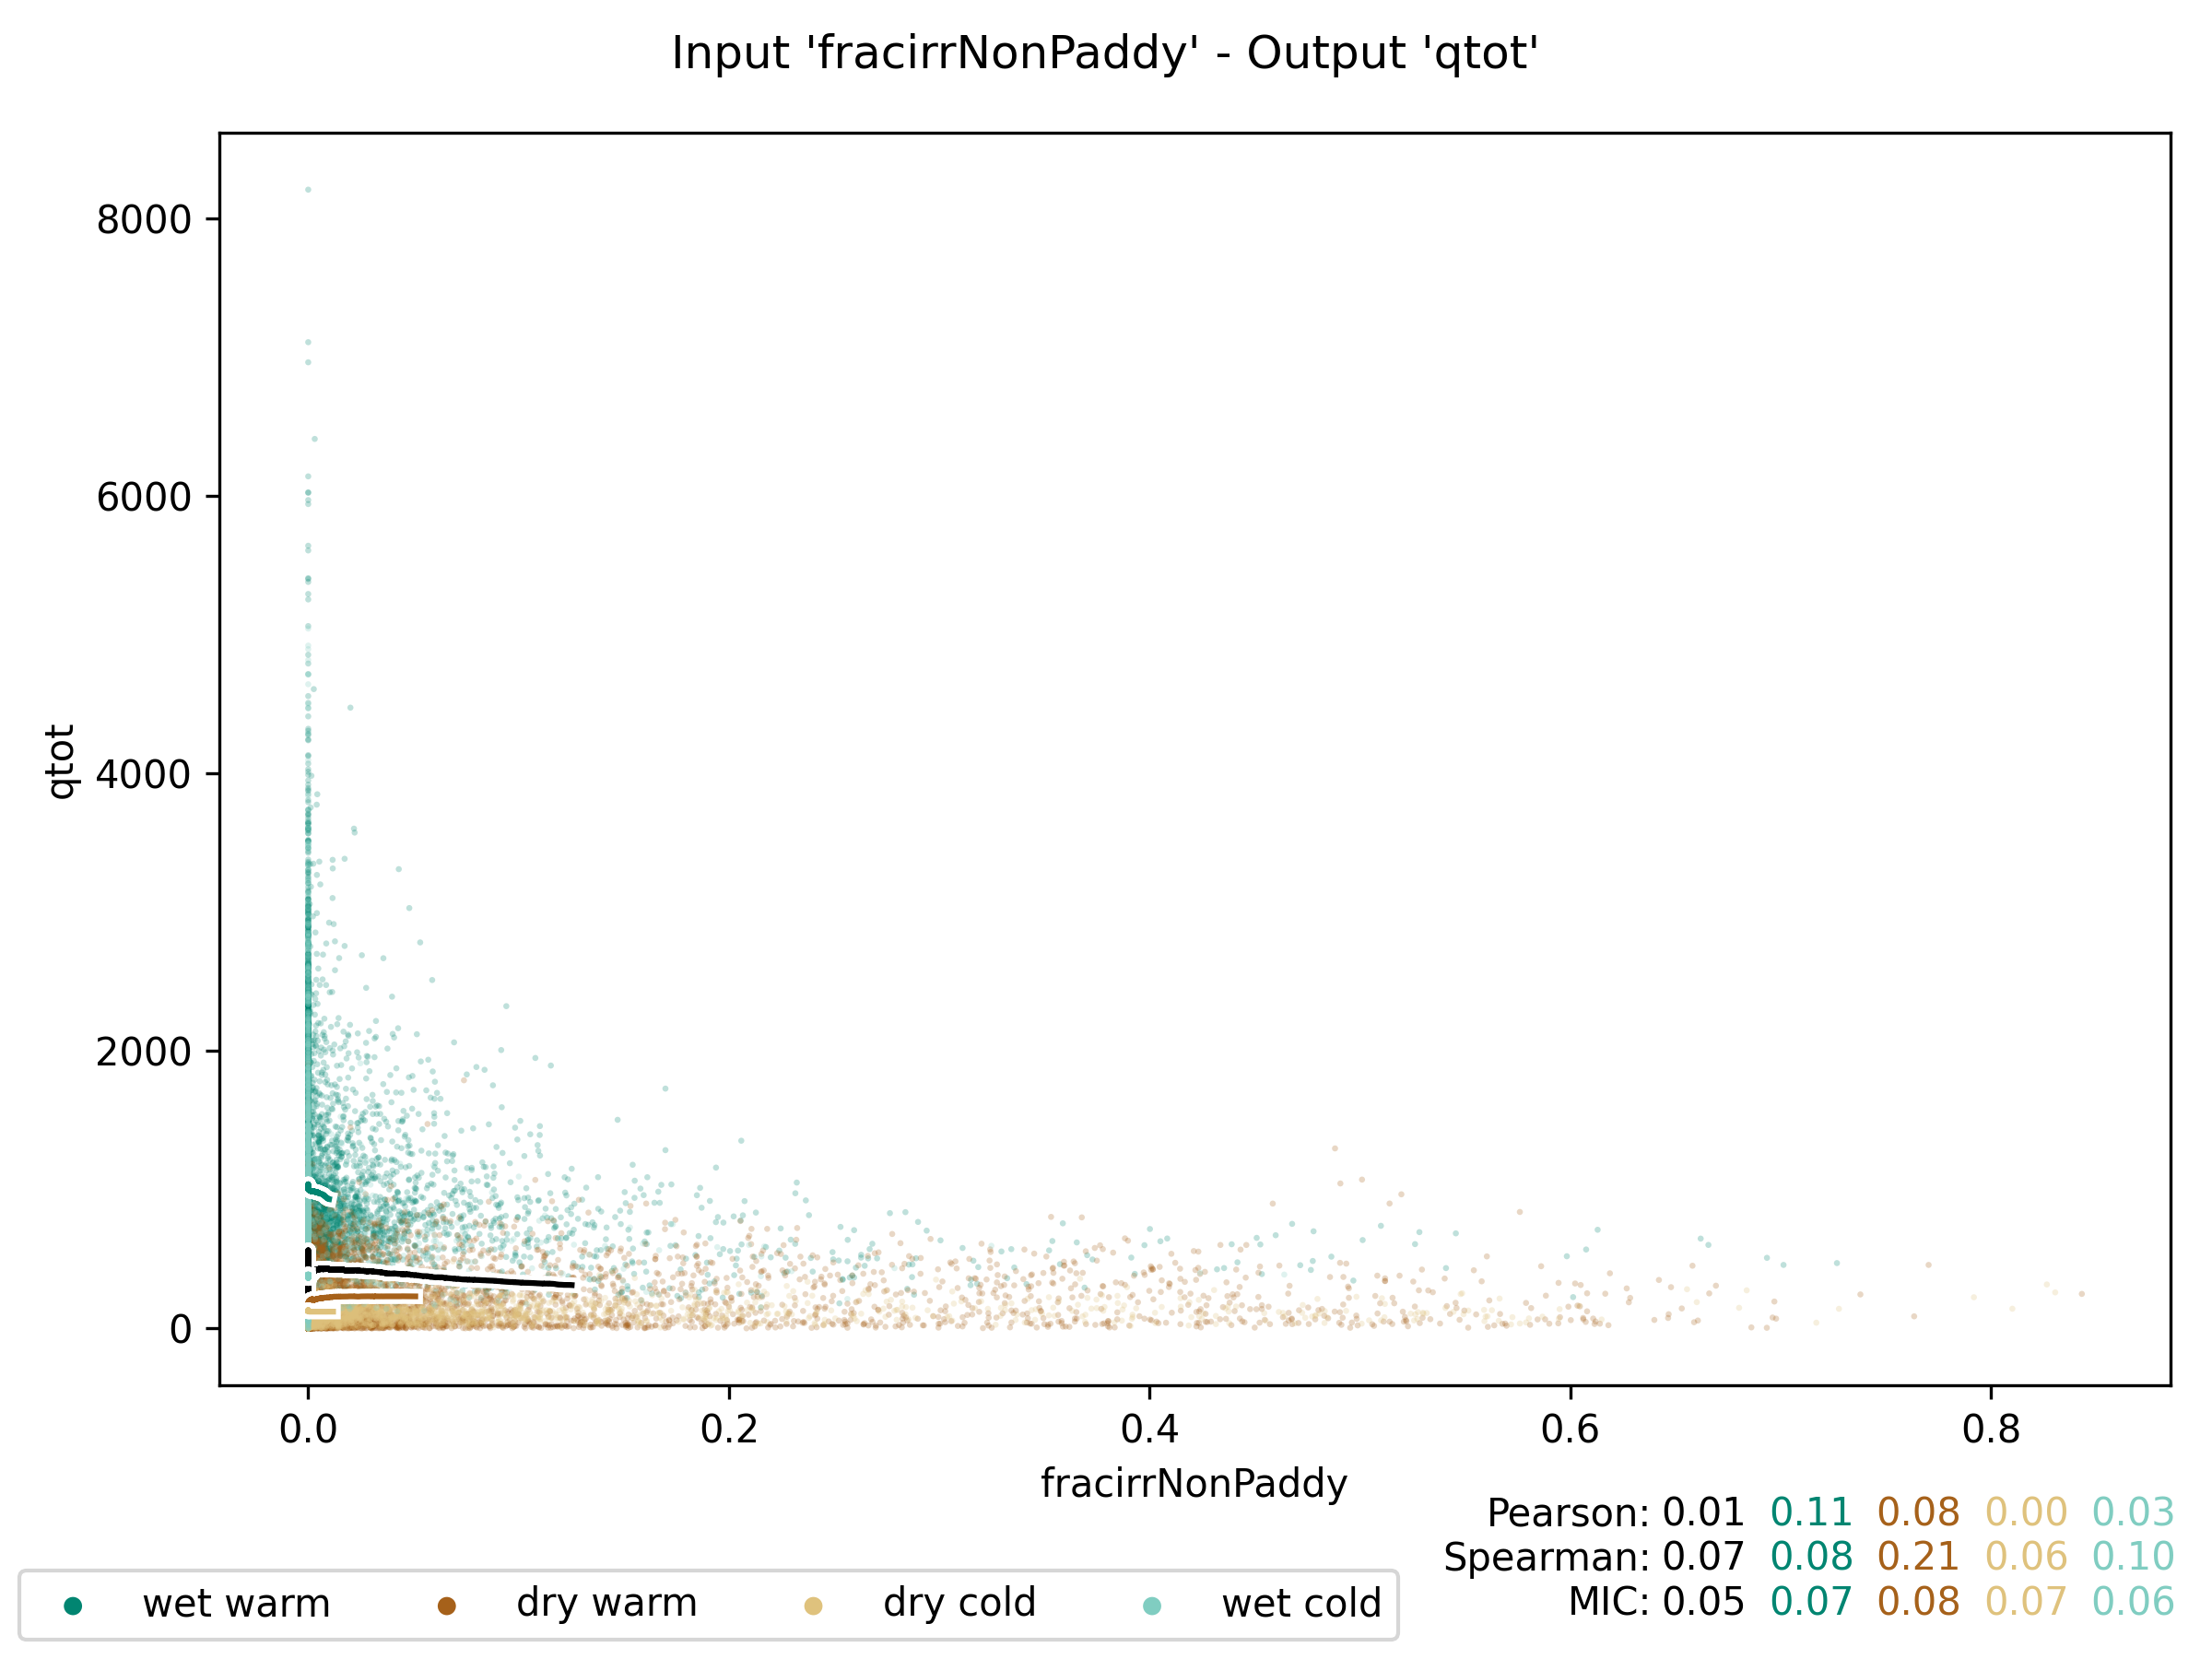 Input 'fracirrNonPaddy' - Output 'qtot'
8000
6000
4000
2000
0
qtot
0.0 0.2 0.4 0.6 0.8
fracirrNonPaddy
Pearson: 0.01 0.11 0.08 0.00 0.03
Spearman: 0.07 0.08 0.21 0.06 0.10
MIC: 0.05 0.07 0.08 0.07 0.06
wet warm dry warm dry cold wet cold